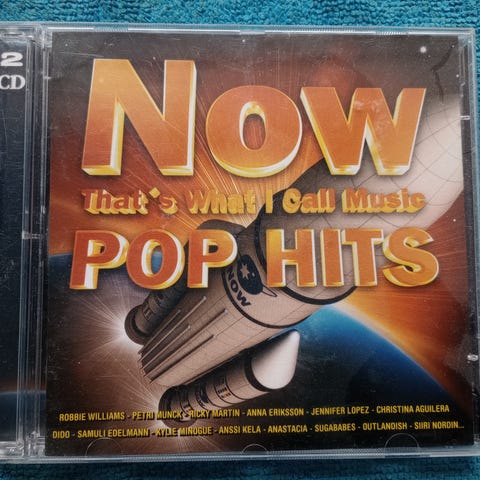 2
CD
NOW
That's What I Call Music
POP HITS
NOW
ROBBIE WILLIAMS - PETRI MUNCK - RICKY MARTIN - ANNA ERIKSSON - JENNIFER LOPEZ - CHRISTINA AGUILERA
DIDO - SAMULI EDELMANN - KYLIE MINOGUE - ANSSI KELA - ANASTACIA - SUGABABES - OUTLANDISH - SIIRI NORDIN...